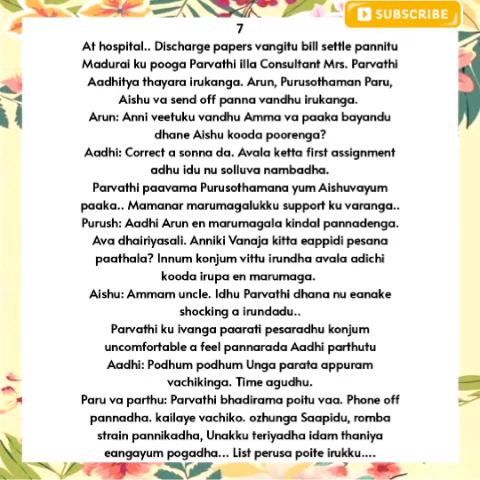 SUBSCRIBE
7
At hospital.. Discharge papers vangitu bill settle pannitu
Madurai ku pooga Parvathi illa Consultant Mrs. Parvathi
Aadhitya thayara irukanga. Arun, Purusothaman Paru,
Aishu va send off panna vandhu irukanga.
Arun: Anni veetuku vandhu Amma va paaka bayandu
dhane Aishu kooda poorenga?
Aadhi: Correct a sonna da. Avala ketta first assignment
adhu idu nu solluva nambadha.
Parvathi paavama Purusothamana yum Aishuvayum
paaka.. Mamanar marumagalukku support ku varanga..
Purush: Aadhi Arun en marumagala kindal pannadenga.
Ava dhairiyasali. Anniki Vanaja kitta eappidi pesana
paathala? Innum konjum vittu irundha avala adichi
kooda irupa en marumaga.
Aishu: Ammam uncle. Idhu Parvathi dhana nu eanake
shocking a irundadu..
Parvathi ku ivanga paarati pesaradhu konjum
uncomfortable a feel pannarada Aadhi parthutu
Aadhi: Podhum podhum Unga parata appuram
vachikinga. Time agudhu.
Paru va parthu: Parvathi bhadirama poitu vaa. Phone off
pannadha. kailaye vachiko. ozhunga Saapidu, romba
strain pannikadha, Unakku teriyadha idam thaniya
eangayum pogadha... List perusa poite irukku....